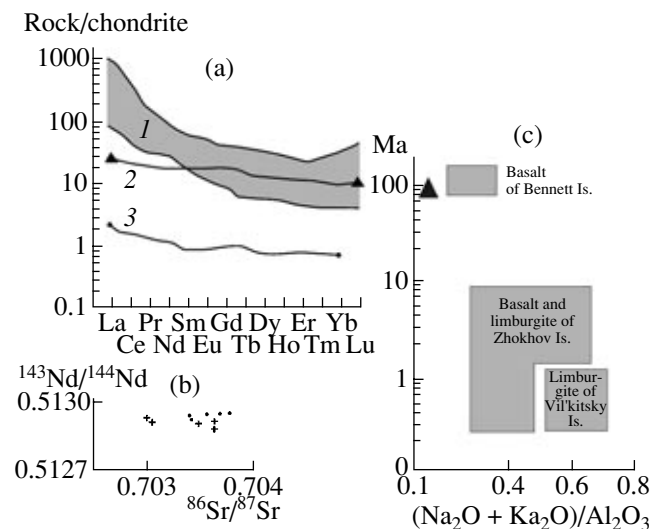 Rock/chondrite
(a)
1000
100
10
1
0.1
1
2
3
La Pr Sm Gd Dy Er Yb
Ce Nd Eu Tb Ho Tm Lu
¹⁴³Nd/¹⁴⁴Nd
(b)
0.5130
0.5127
0.703 0.704
⁸⁶Sr/⁸⁷Sr
(c)
Ma
100
10
1
0
Basalt
of Bennett Is.
Basalt and
limburgite of
Zhokhov Is.
Limbur-
gite of
Vil'kitsky
Is.
0.1 0.4 0.6 0.8
(Na₂O + Ka₂O)/Al₂O₃